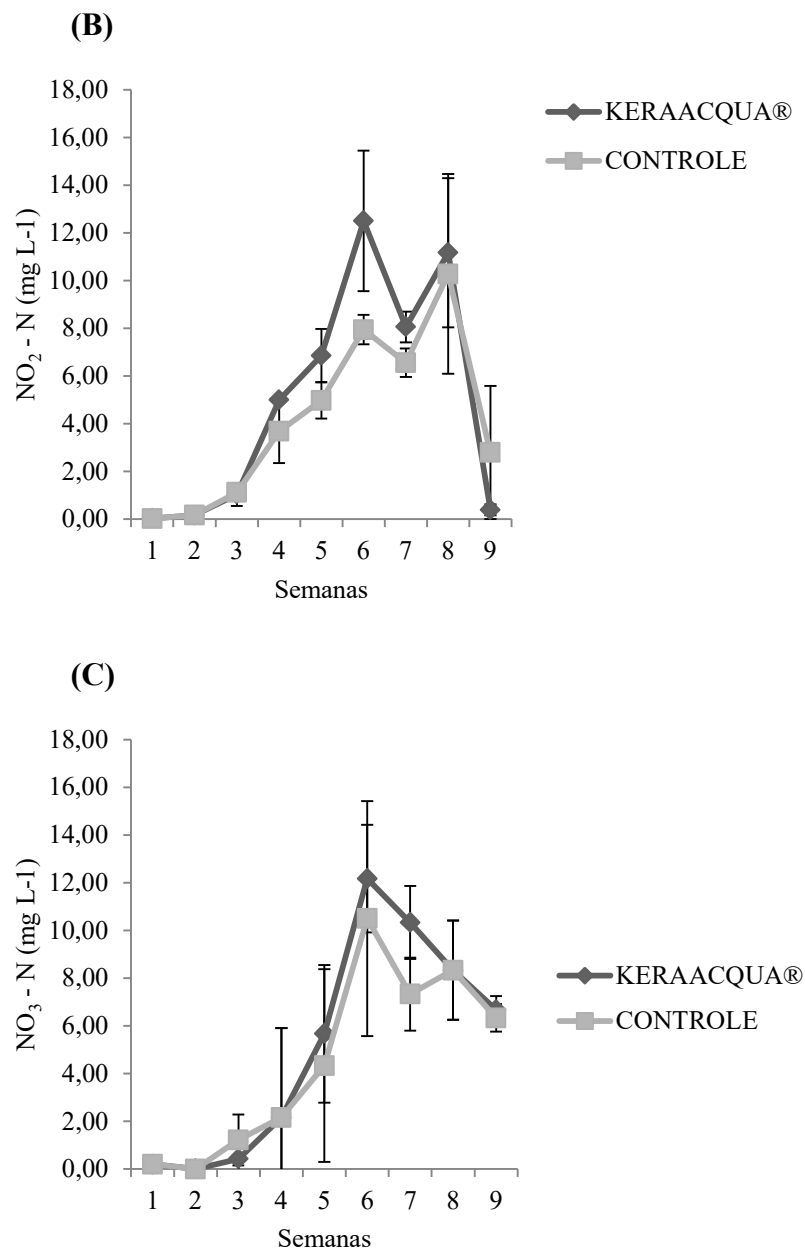 (B)
18,00
16,00
14,00
12,00
10,00
8,00
6,00
4,00
2,00
0,00
NO₂ - N (mg L-1)
1 2 3 4 5 6 7 8 9
Semanas
KERAACQUA®
CONTROLE
(C)
18,00
16,00
14,00
12,00
10,00
8,00
6,00
4,00
2,00
0,00
NO₃ - N (mg L-1)
1 2 3 4 5 6 7 8 9
Semanas
KERAACQUA®
CONTROLE